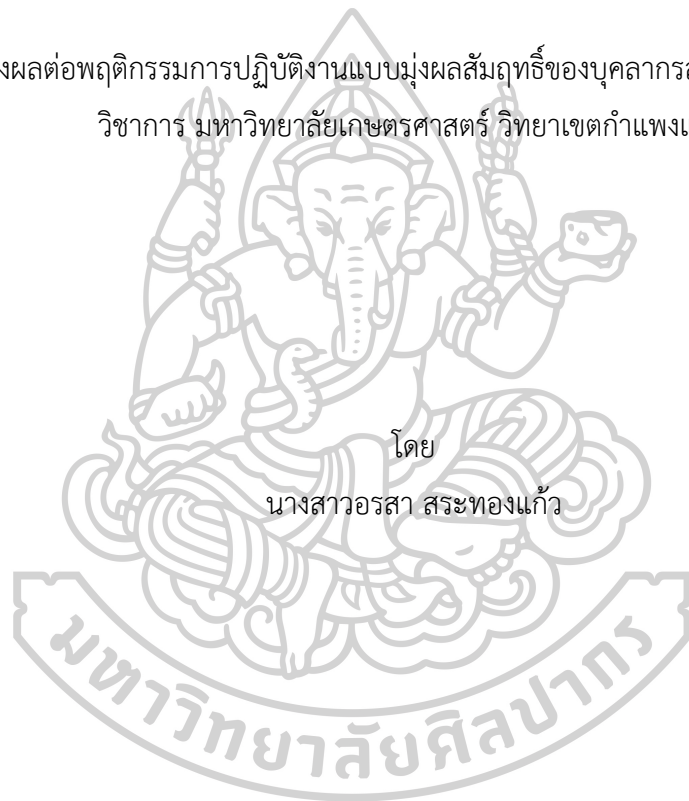 งผลต่อพฤติกรรมการปฏิบัติงานแบบมุ่งผลสัมฤทธิ์ของบุคลากรส
วิชาการ มหาวิทยาลัยเกษตรศาสตร์ วิทยาเขตกำแพงแ
โดย
นางสาวอรสา สระทองแก้ว
มหาวิทยาลัยศิลปากร